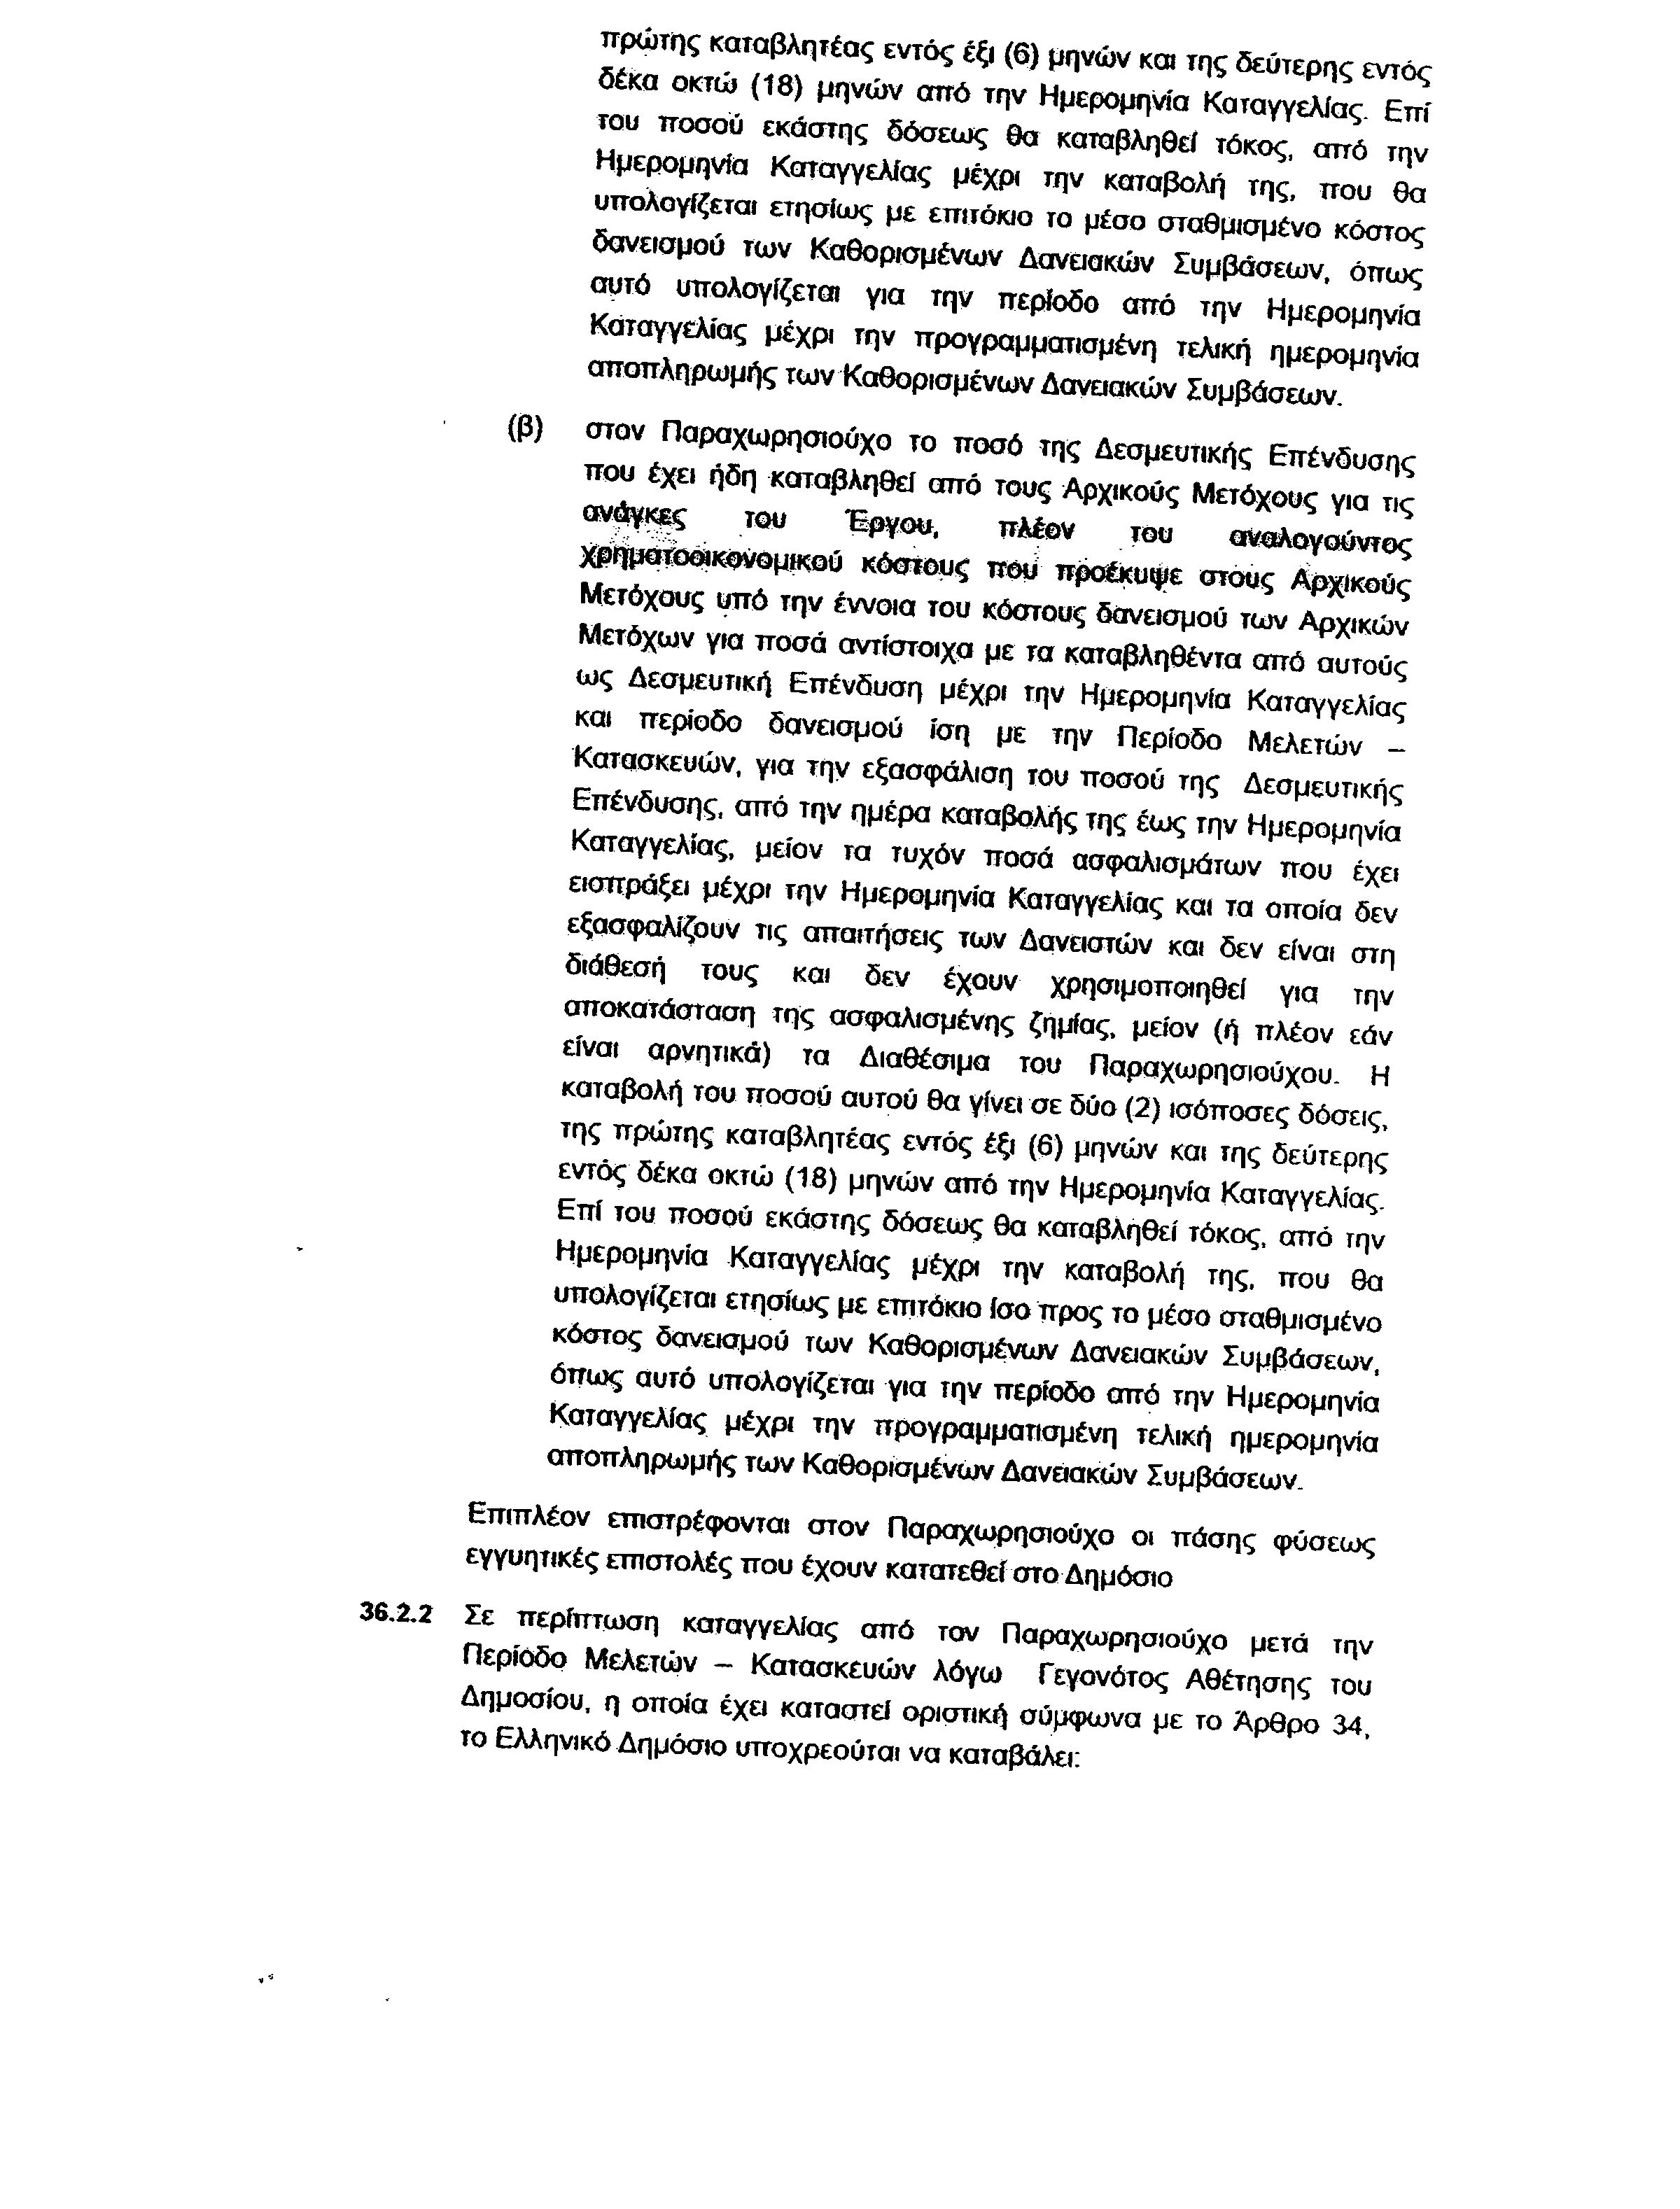 πρώτης καταβλητέας εντός έξι (6) μηνών και της δεύτερης εντός
δέκα οκτώ (18) μηνών από την Ημερομηνία Καταγγελίας. Επί
του ποσού εκάστης δόσεως θα καταβληθεί τόκος, από την
Ημερομηνία Καταγγελίας μέχρι την καταβολή της, που θα
υπολογίζεται ετησίως με επιτόκιο το μέσο σταθμισμένο κόστος
δανεισμού των Καθορισμένων Δανειακών Συμβάσεων, όπως
αυτό υπολογίζεται για την περίοδο από την Ημερομηνία
Καταγγελίας μέχρι την προγραμματισμένη τελική ημερομηνία
αποπληρωμής των Καθορισμένων Δανειακών Συμβάσεων.
(β) στον Παραχωρησιούχο το ποσό της Δεσμευτικής Επένδυσης
που έχει ήδη καταβληθεί από τους Αρχικούς Μετόχους για τις
ανάγκες του Έργου, πλέον του αναλογούντος
χρηματοοικονομικού κόστους που προέκυψε στους Αρχικούς
Μετόχους υπό την έννοια του κόστους δανεισμού των Αρχικών
Μετόχων για ποσά αντίστοιχα με τα καταβληθέντα από αυτούς
ως Δεσμευτική Επένδυση μέχρι την Ημερομηνία Καταγγελίας
και περίοδο δανεισμού ίση με την Περίοδο Μελετών –
Κατασκευών, για την εξασφάλιση του ποσού της Δεσμευτικής
Επένδυσης, από την ημέρα καταβολής της έως την Ημερομηνία
Καταγγελίας, μείον τα τυχόν ποσά ασφαλισμάτων που έχει
εισπράξει μέχρι την Ημερομηνία Καταγγελίας και τα οποία δεν
εξασφαλίζουν τις απαιτήσεις των Δανειστών και δεν είναι στη
διάθεσή τους και δεν έχουν χρησιμοποιηθεί για την
αποκατάσταση της ασφαλισμένης ζημίας, μείον (ή πλέον εάν
είναι αρνητικά) τα Διαθέσιμα του Παραχωρησιούχου. Η
καταβολή του ποσού αυτού θα γίνει σε δύο (2) ισόποσες δόσεις,
της πρώτης καταβλητέας εντός έξι (6) μηνών και της δεύτερης
εντός δέκα οκτώ (18) μηνών από την Ημερομηνία Καταγγελίας.
Επί του ποσού εκάστης δόσεως θα καταβληθεί τόκος, από την
Ημερομηνία Καταγγελίας μέχρι την καταβολή της, που θα
υπολογίζεται ετησίως με επιτόκιο ίσο προς το μέσο σταθμισμένο
κόστος δανεισμού των Καθορισμένων Δανειακών Συμβάσεων,
όπως αυτό υπολογίζεται για την περίοδο από την Ημερομηνία
Καταγγελίας μέχρι την προγραμματισμένη τελική ημερομηνία
αποπληρωμής των Καθορισμένων Δανειακών Συμβάσεων.
Επιπλέον επιστρέφονται στον Παραχωρησιούχο οι πάσης φύσεως
εγγυητικές επιστολές που έχουν κατατεθεί στο Δημόσιο
36.2.2 Σε περίπτωση καταγγελίας από τον Παραχωρησιούχο μετά την
Περίοδο Μελετών – Κατασκευών λόγω Γεγονότος Αθέτησης του
Δημοσίου, η οποία έχει καταστεί οριστική σύμφωνα με το Άρθρο 34,
το Ελληνικό Δημόσιο υποχρεούται να καταβάλει: